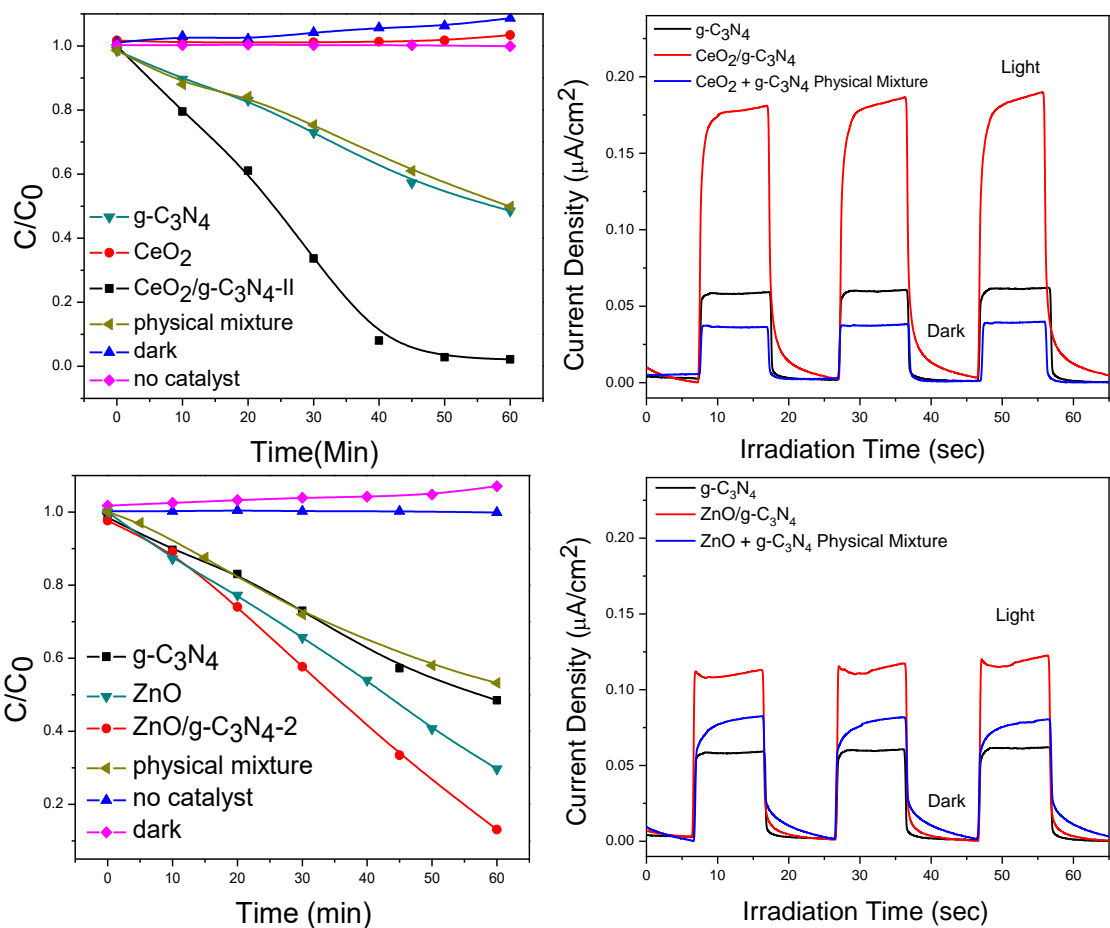 1.0
0.8
0.6
0.4
0.2
0.0
C/C0
g-C3N4
CeO2
CeO2/g-C3N4-II
physical mixture
dark
no catalyst
0 10 20 30 40 50 60
Time(Min)
g-C3N4
CeO2/g-C3N4
CeO2 + g-C3N4 Physical Mixture
Light
Dark
0.20
0.15
0.10
0.05
0.00
Current Density (μA/cm2)
0 10 20 30 40 50 60
Irradiation Time (sec)
1.0
0.8
0.6
0.4
0.2
C/C0
g-C3N4
ZnO
ZnO/g-C3N4-2
physical mixture
no catalyst
dark
0 10 20 30 40 50 60
Time (min)
g-C3N4
ZnO/g-C3N4
ZnO + g-C3N4 Physical Mixture
Light
Dark
0.20
0.15
0.10
0.05
0.00
Current Density (μA/cm2)
0 10 20 30 40 50 60
Irradiation Time (sec)